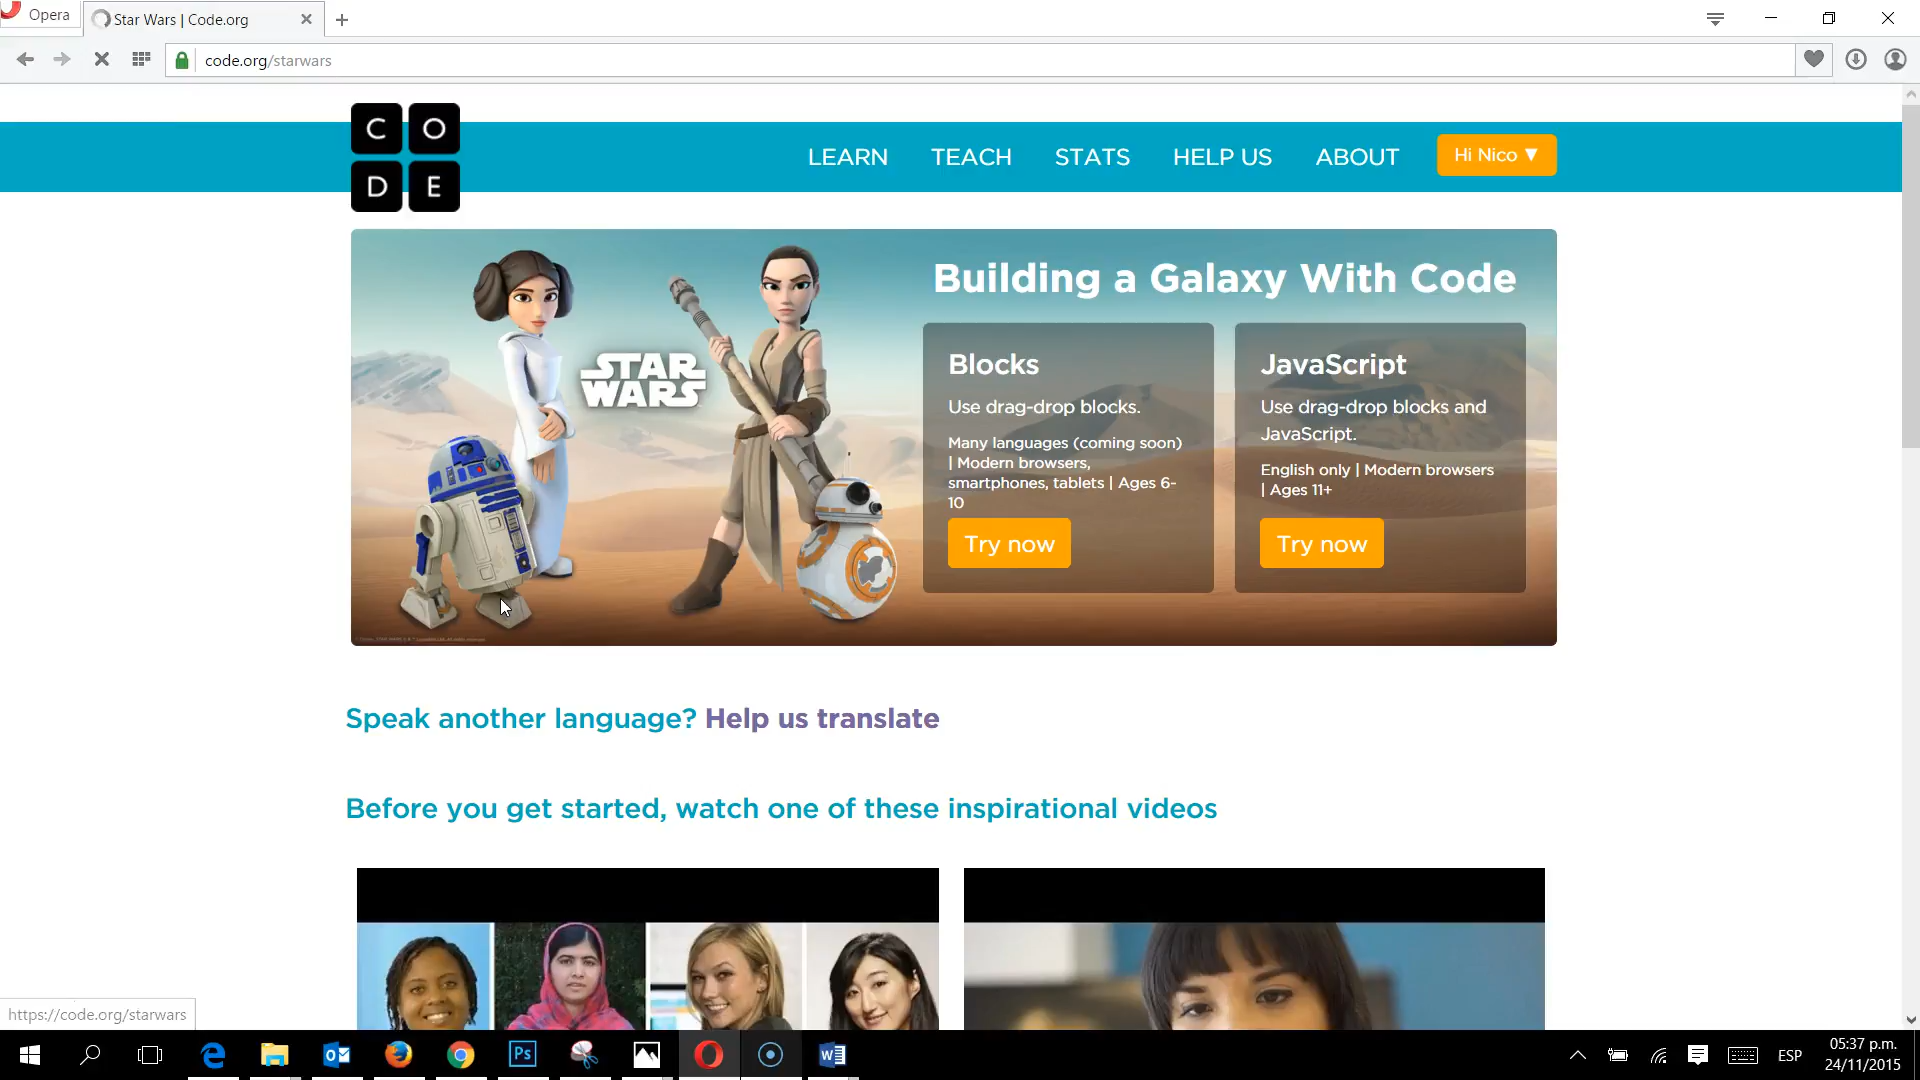 Opera
Star Wars | Code.org
code.org/starwars
C O
D E
LEARN TEACH STATS HELP US ABOUT Hi Nico ▼
Building a Galaxy With Code
STAR
WARS
Blocks
Use drag-drop blocks.
Many languages (coming soon)
| Modern browsers,
smartphones, tablets | Ages 6-
10
Try now
JavaScript
Use drag-drop blocks and
JavaScript.
English only | Modern browsers
| Ages 11+
Try now
Speak another language? Help us translate
Before you get started, watch one of these inspirational videos
https://code.org/starwars
Ps
ESP
05:37 p.m.
24/11/2015